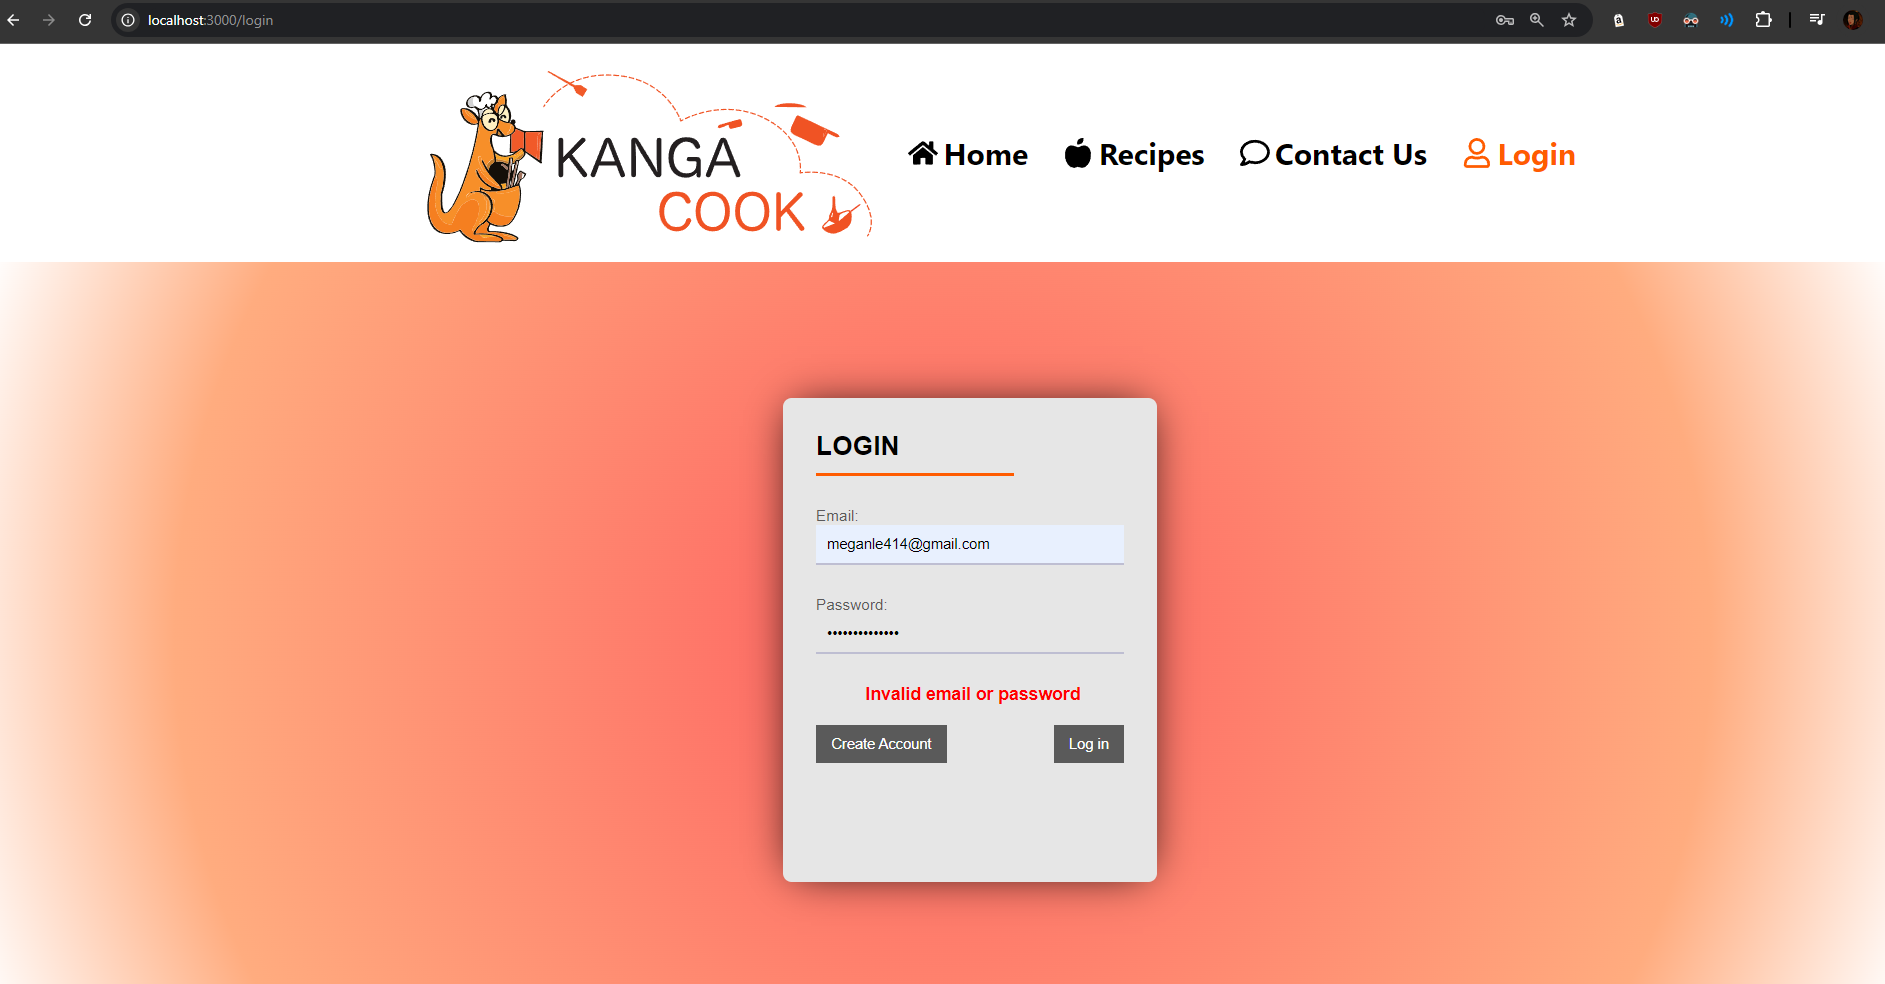 localhost:3000/login
KANGA
COOK
Home
Recipes
Contact Us
Login
LOGIN
Email:
meganle414@gmail.com
Password:
••••••••••••••
Invalid email or password
Create Account
Log in